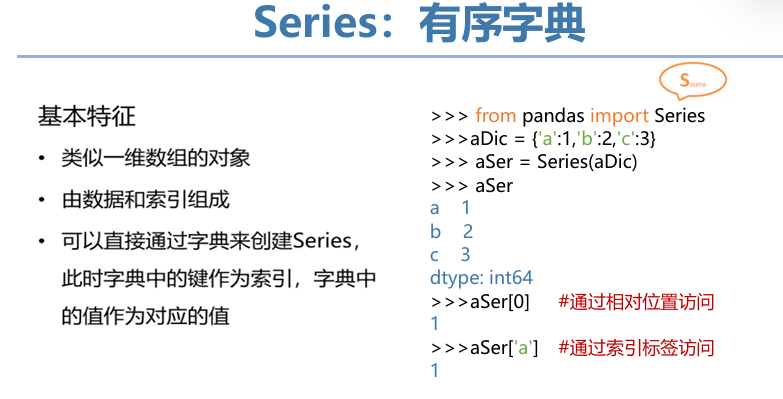 Series：有序字典
Source
基本特征
• 类似一维数组的对象
• 由数据和索引组成
• 可以直接通过字典来创建Series，
此时字典中的键作为索引，字典中
的值作为对应的值
>>> from pandas import Series
>>>aDic = {'a':1,'b':2,'c':3}
>>> aSer = Series(aDic)
>>> aSer
a 1
b 2
c 3
dtype: int64
>>>aSer[0] #通过相对位置访问
1
>>>aSer['a'] #通过索引标签访问
1